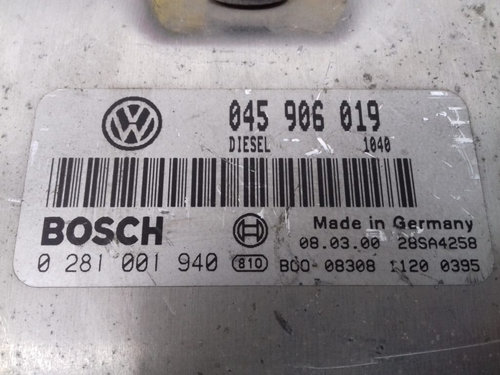 045 906 019
DIESEL 1040
BOSCH
Made in Germany
08.03.00 28SA4258
0 281 001 940 810 BCO-08308 1120 0395